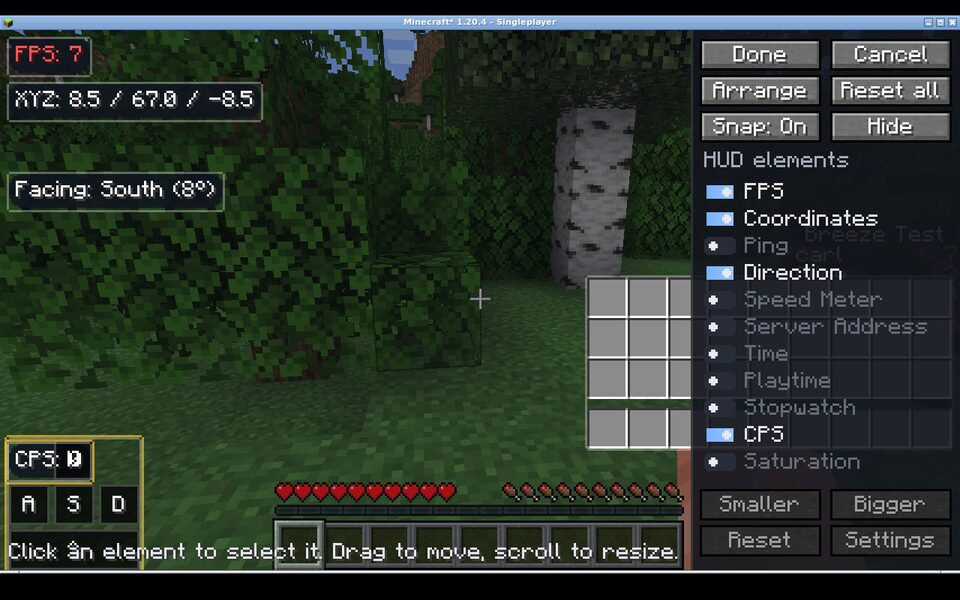 Minecraft* 1.20.4 - Singleplayer
FPS: 7
XYZ: 8.5 / 67.0 / -8.5
Facing: South (8°)
Done
Cancel
Arrange
Reset all
Snap: On
Hide
HUD elements
FPS
Coordinates
Breeze Test
Ping
carl
Direction
Speed Meter
Server Address
Time
Playtime
Stopwatch
CPS
Saturation
Smaller
Bigger
Reset
Settings
CPS: 0
A S D
Click an element to select it. Drag to move, scroll to resize.